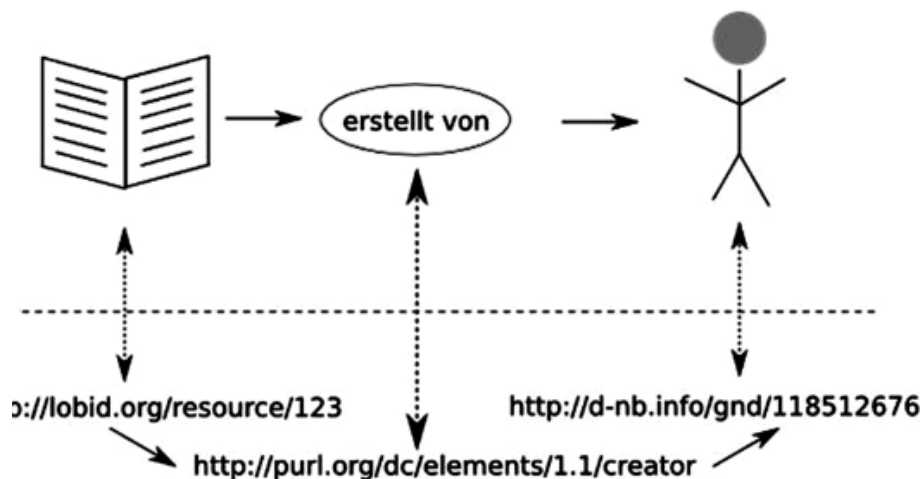 erstellt von
o://lobid.org/resource/123
http://d-nb.info/gnd/118512676
http://purl.org/dc/elements/1.1/creator